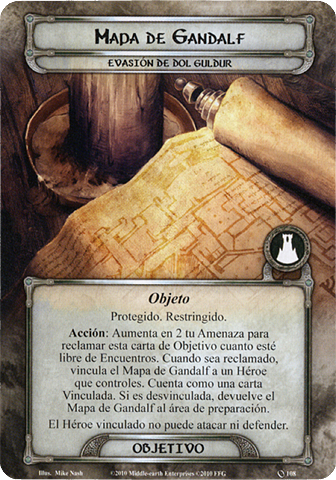 Mapa de Gandalf
Evasión de Dol Guldur
Objeto
Protegido. Restringido.
Acción: Aumenta en 2 tu Amenaza para
reclamar esta carta de Objetivo cuanto esté
libre de Encuentros. Cuando sea reclamado,
vincula el Mapa de Gandalf a un Héroe
que controles. Cuenta como una carta
Vinculada. Si es desvinculada, devuelve el
Mapa de Gandalf al área de preparación.
El Héroe vinculado no puede atacar ni defender.
OBJETIVO
Illus. Mike Nash ©2010 Middle-earth Enterprises ©2010 FFG 108